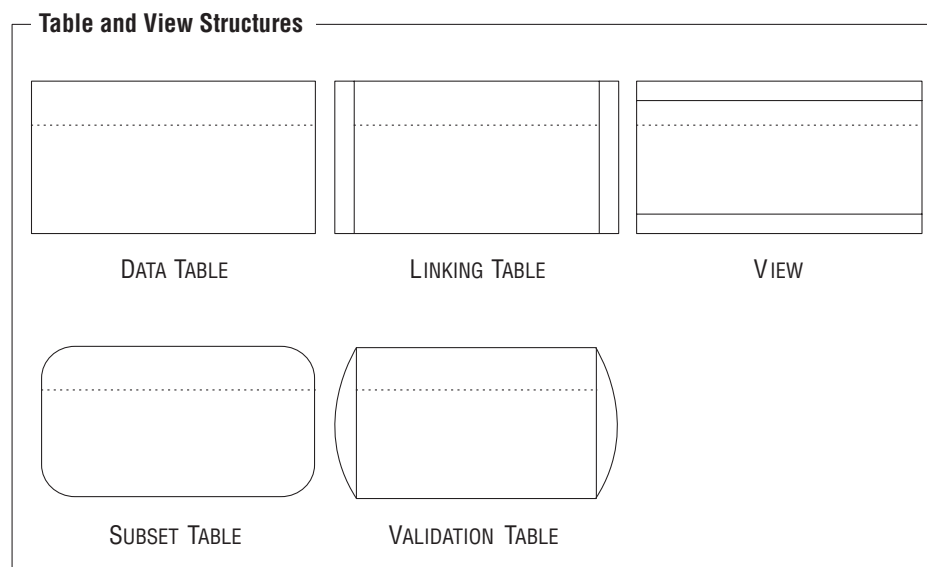 Table and View Structures
DATA TABLE
LINKING TABLE
VIEW
SUBSET TABLE
VALIDATION TABLE